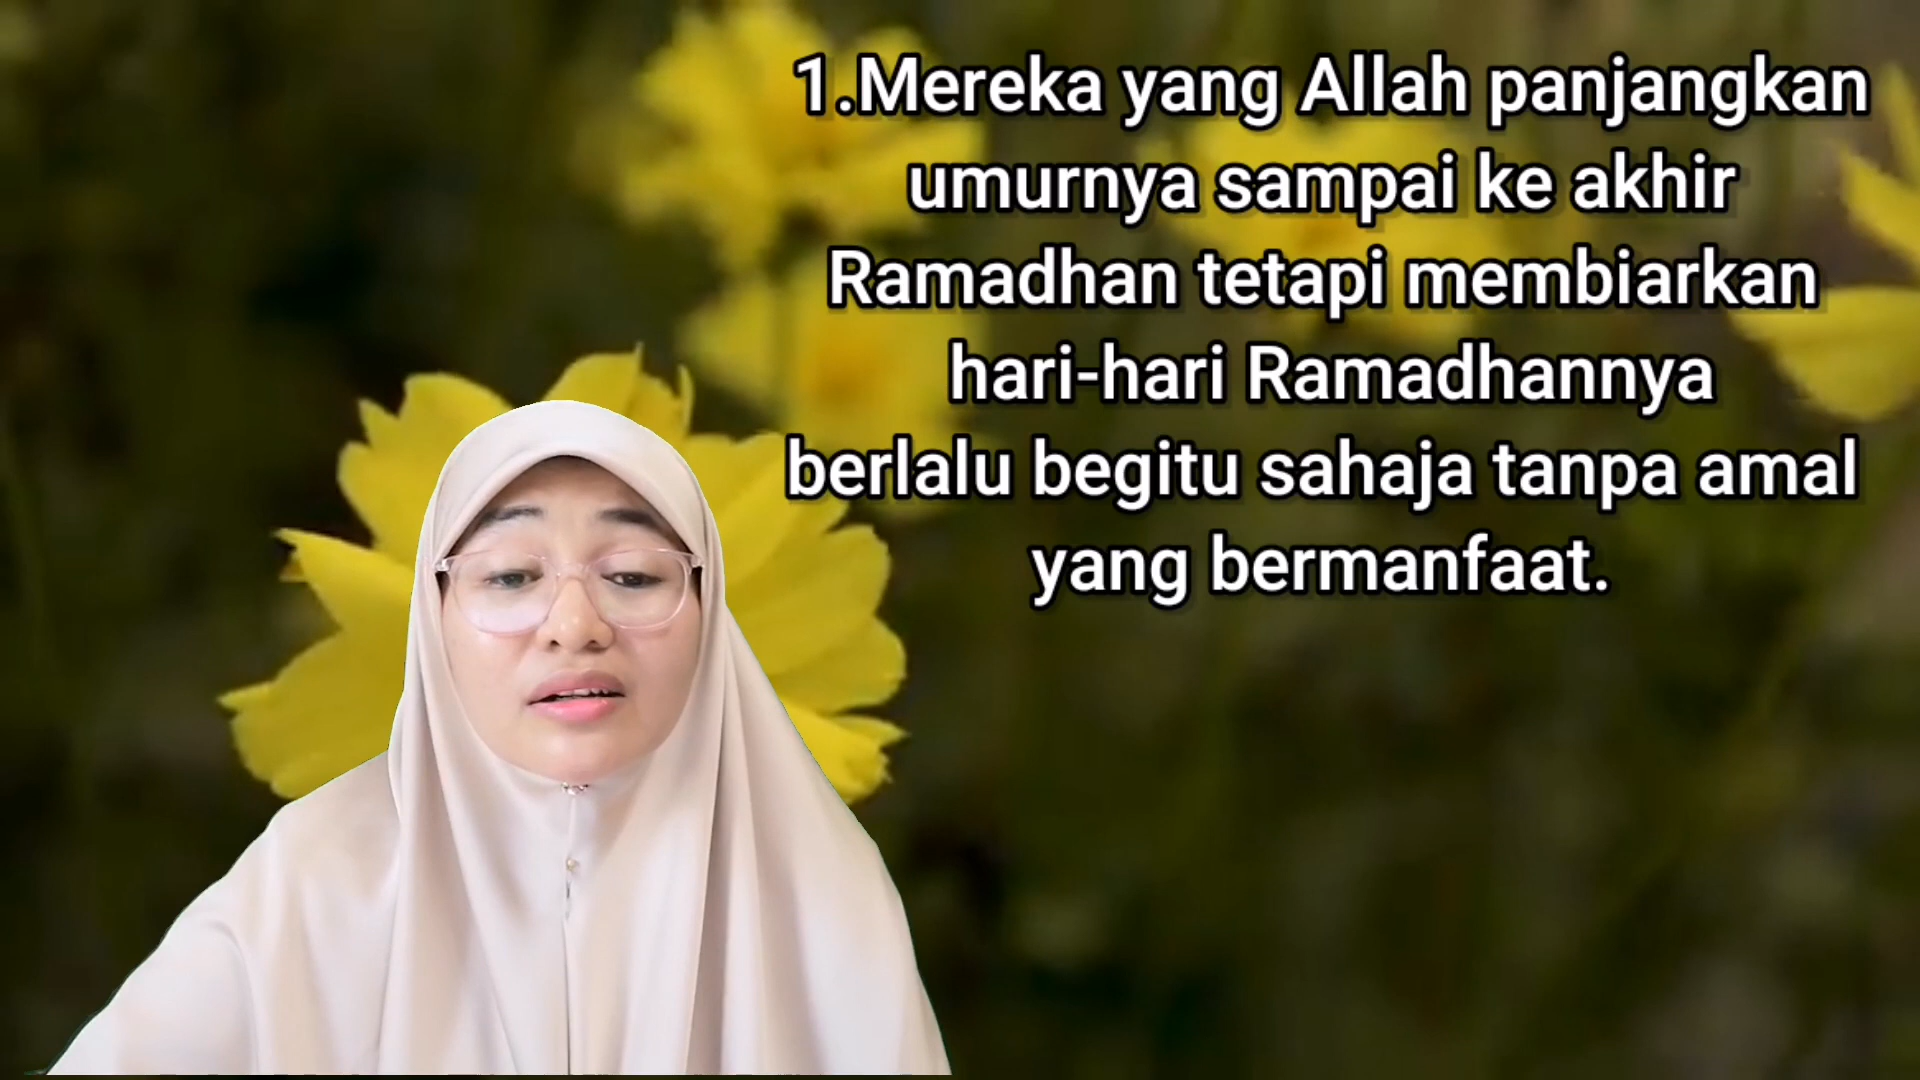 1.Mereka yang Allah panjangkan
umurnya sampai ke akhir
Ramadhan tetapi membiarkan
hari-hari Ramadhannya
berlalu begitu sahaja tanpa amal
yang bermanfaat.